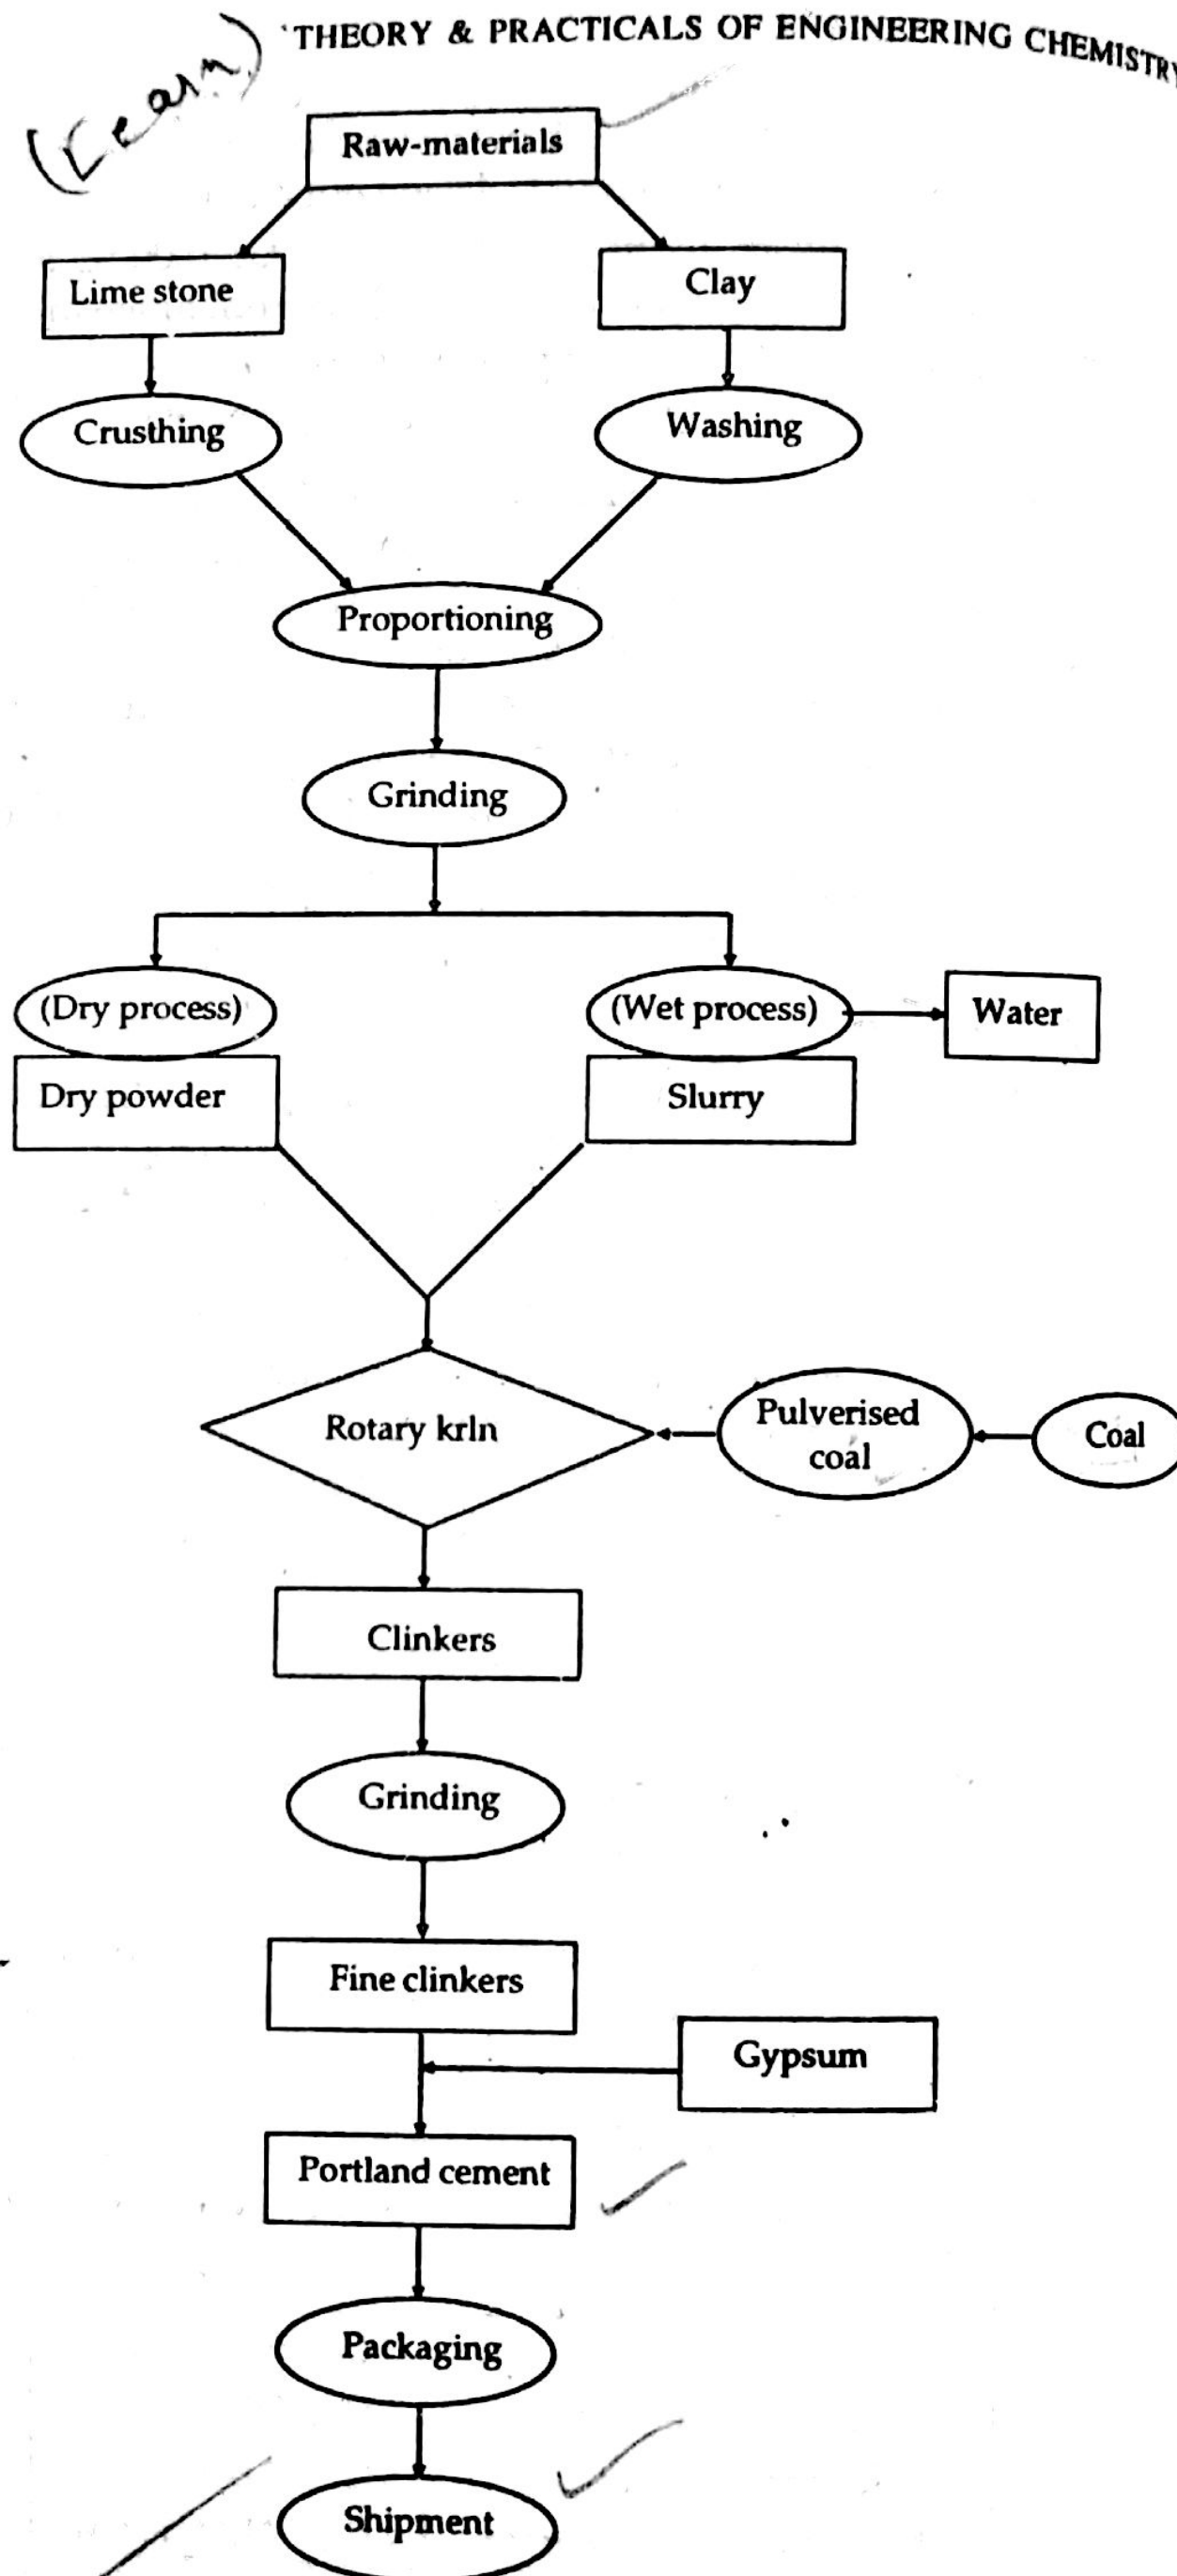 THEORY & PRACTICALS OF ENGINEERING CHEMISTRY
(Learn)
Raw-materials
Lime stone
Clay
Crusthing
Washing
Proportioning
Grinding
(Dry process)
(Wet process)
Water
Dry powder
Slurry
Rotary krln
Pulverised
coal
Coal
Clinkers
Grinding
Fine clinkers
Gypsum
Portland cement
Packaging
Shipment